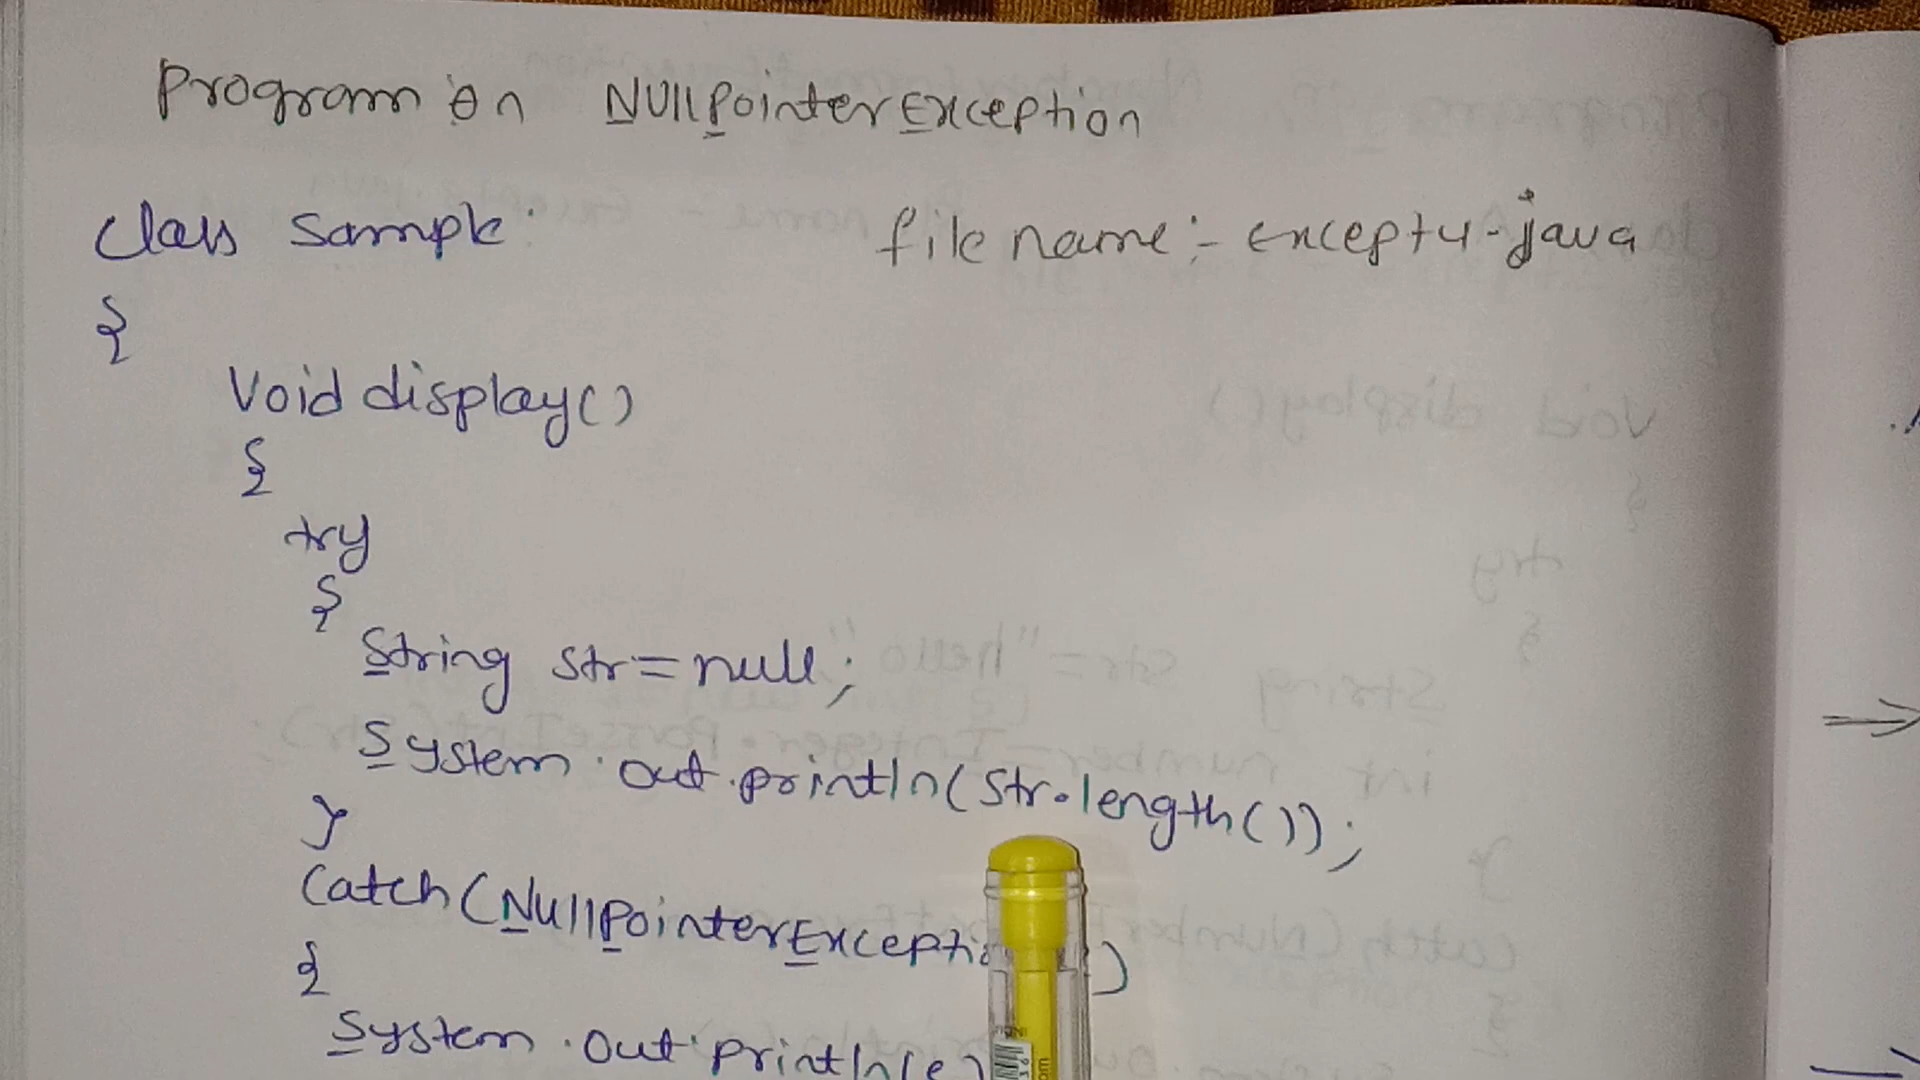 Program on NullPointerException
class Sample
file name:- except4.java
{
void display()
{
try
{
String str=null;
System.out.println(str.length());
}
catch(NullPointerExceptio )
{
System.out.println(e)